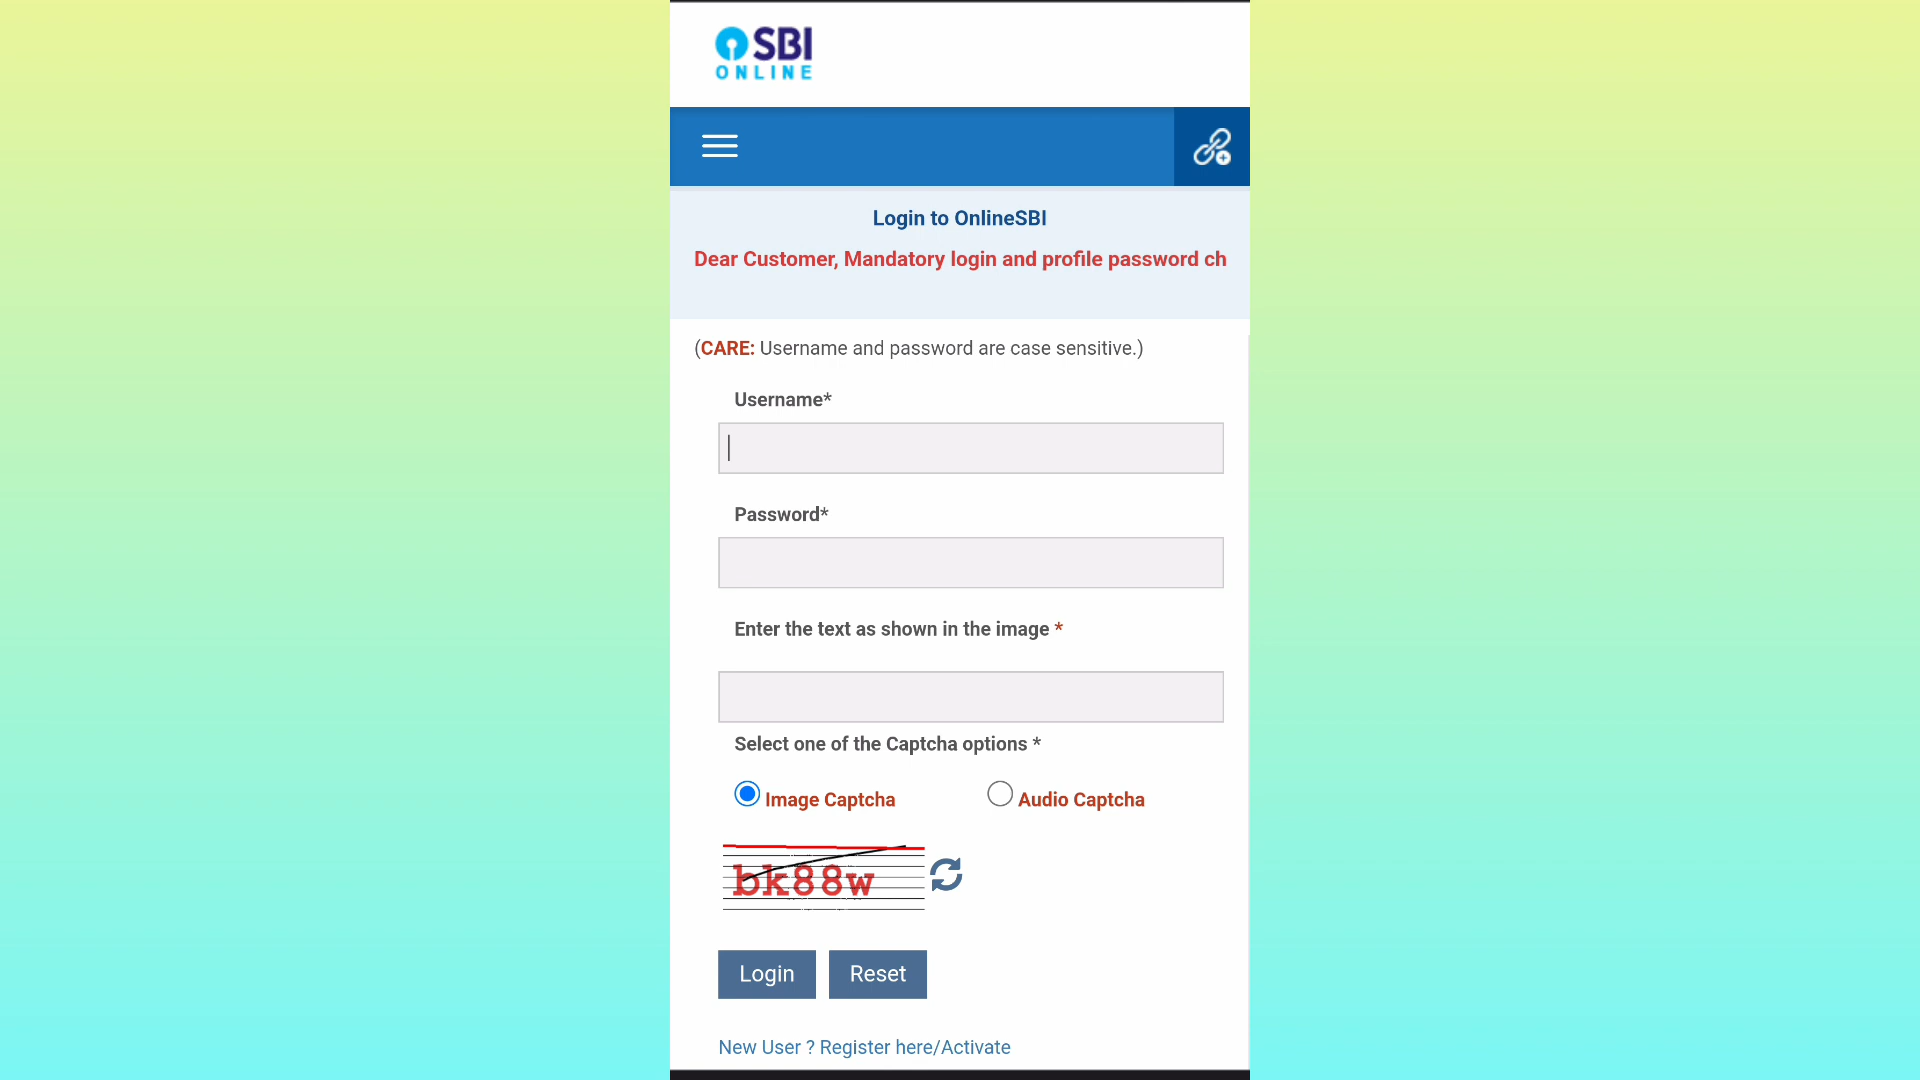 SBI
ONLINE
Login to OnlineSBI
Dear Customer, Mandatory login and profile password ch
(CARE: Username and password are case sensitive.)
Username*
Password*
Enter the text as shown in the image *
Select one of the Captcha options *
Image Captcha Audio Captcha
bk88w
Login Reset
New User ? Register here/Activate